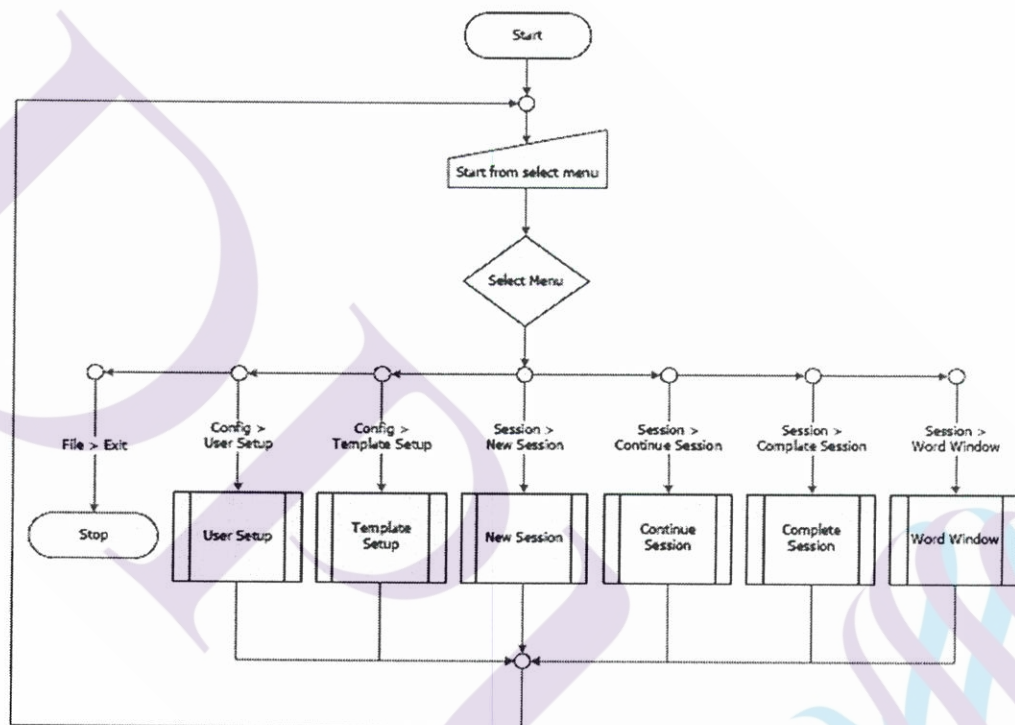 Start
Start from select menu
Select Menu
File > Exit
Config >
User Setup
Config >
Template Setup
Session >
New Session
Session >
Continue Session
Session >
Complate Session
Session >
Word Window
Stop
User Setup
Template
Setup
New Session
Continue
Session
Complete
Session
Word Window